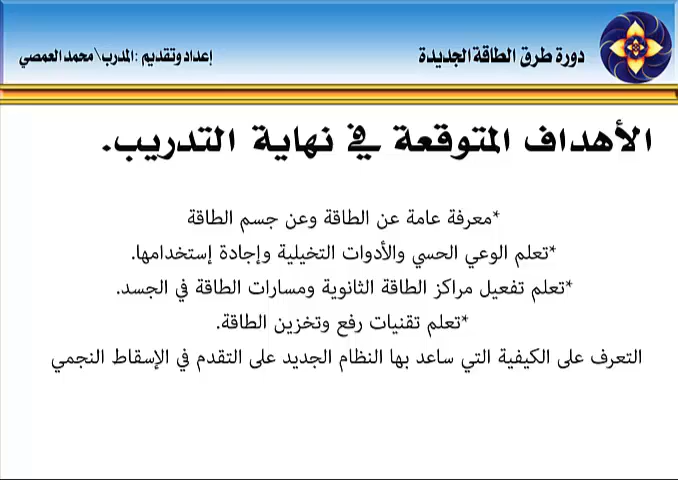 دورة طرق الطاقة الجديدة
إعداد وتقديم :المدرب\محمد العمصي
الأهداف المتوقعة في نهاية التدريب.
*معرفة عامة عن الطاقة وعن جسم الطاقة
*تعلم الوعي الحسي والأدوات التخيلية وإجادة إستخدامها.
*تعلم تفعيل مراكز الطاقة الثانوية ومسارات الطاقة في الجسد.
*تعلم تقنيات رفع وتخزين الطاقة.
التعرف على الكيفية التي ساعد بها النظام الجديد على التقدم في الإسقاط النجمي